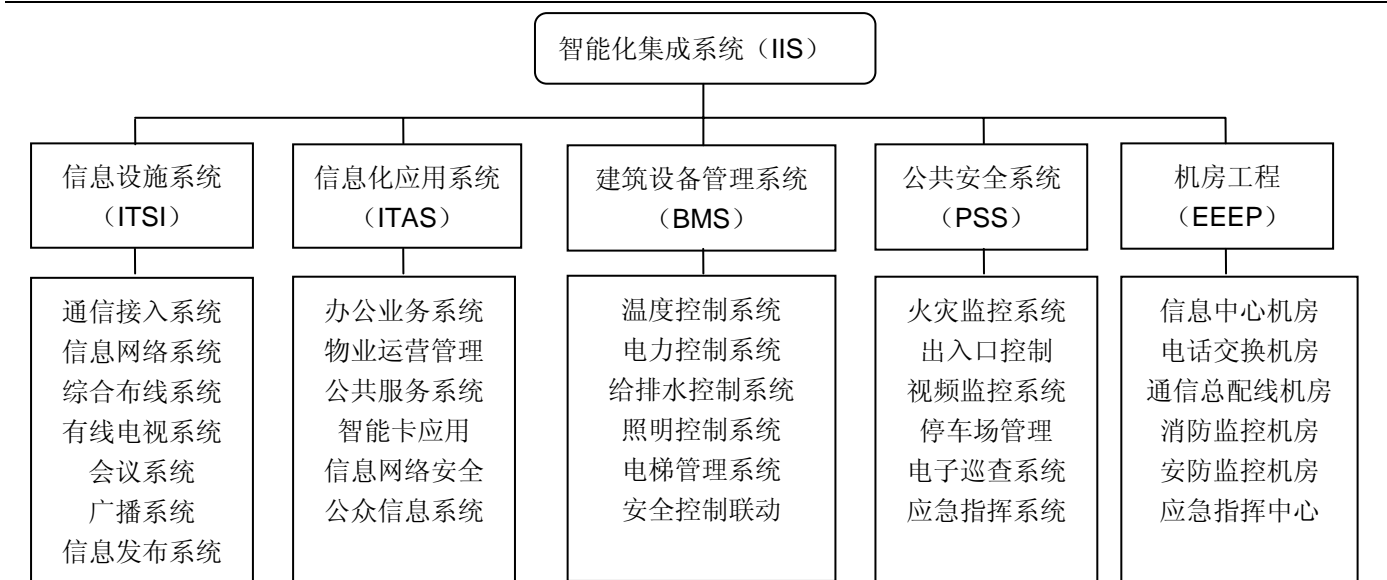 智能化集成系统（IIS）
信息设施系统
（ITSI）
信息化应用系统
（ITAS）
建筑设备管理系统
（BMS）
公共安全系统
（PSS）
机房工程
（EEEP）
通信接入系统
信息网络系统
综合布线系统
有线电视系统
会议系统
广播系统
信息发布系统
办公业务系统
物业运营管理
公共服务系统
智能卡应用
信息网络安全
公众信息系统
温度控制系统
电力控制系统
给排水控制系统
照明控制系统
电梯管理系统
安全控制联动
火灾监控系统
出入口控制
视频监控系统
停车场管理
电子巡查系统
应急指挥系统
信息中心机房
电话交换机房
通信总配线机房
消防监控机房
安防监控机房
应急指挥中心